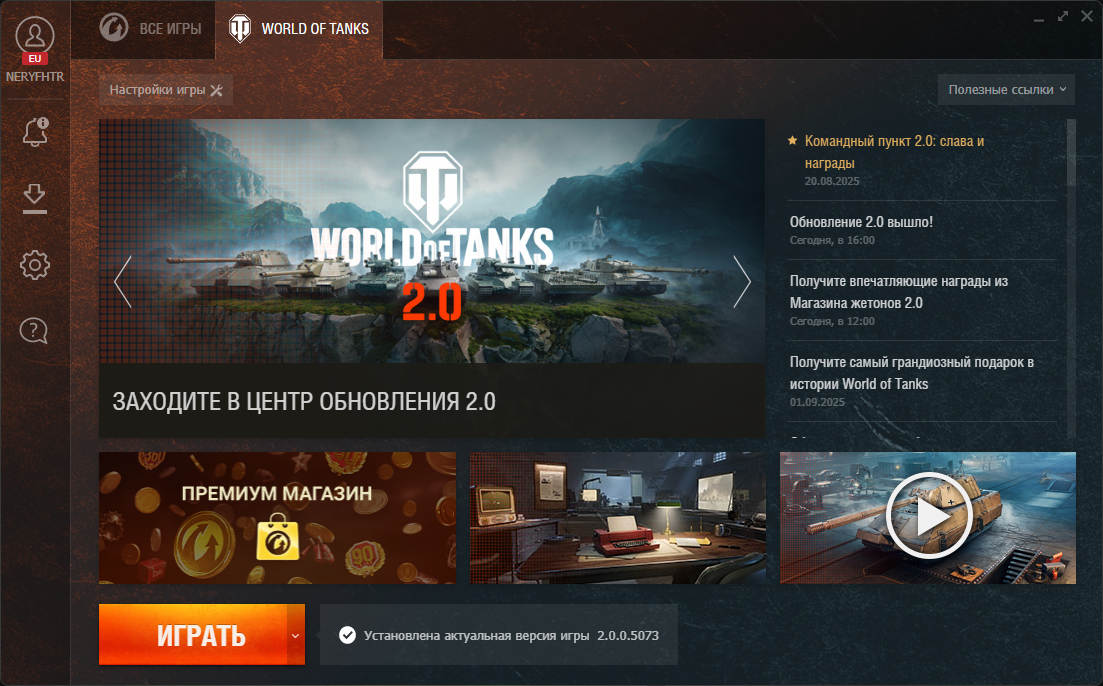 ВСЕ ИГРЫ
WORLD OF TANKS
EU
NERYFHTR
Настройки игры
Полезные ссылки
WORLD OF TANKS
2.0
ЗАХОДИТЕ В ЦЕНТР ОБНОВЛЕНИЯ 2.0
Командный пункт 2.0: слава и
награды
20.08.2025
Обновление 2.0 вышло!
Сегодня, в 16:00
Получите впечатляющие награды из
Магазина жетонов 2.0
Сегодня, в 12:00
Получите самый грандиозный подарок в
истории World of Tanks
01.09.2025
ПРЕМИУМ МАГАЗИН
ИГРАТЬ
Установлена актуальная версия игры 2.0.0.5073